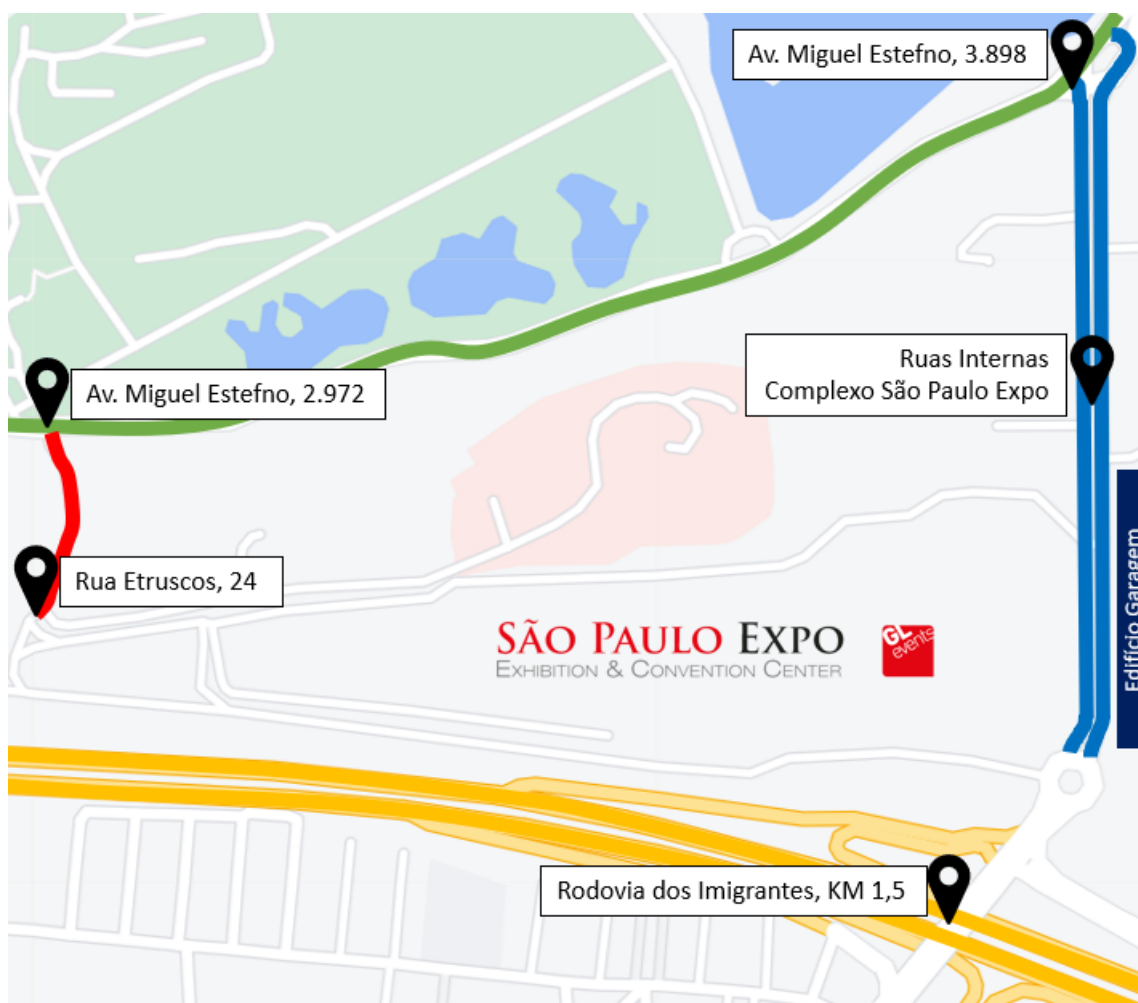 Av. Miguel Estefno, 3.898
Ruas Internas
Complexo São Paulo Expo
Av. Miguel Estefno, 2.972
Edifício Garagem
Rua Etruscos, 24
SÃO PAULO EXPO
EXHIBITION & CONVENTION CENTER
GL
events
Rodovia dos Imigrantes, KM 1,5